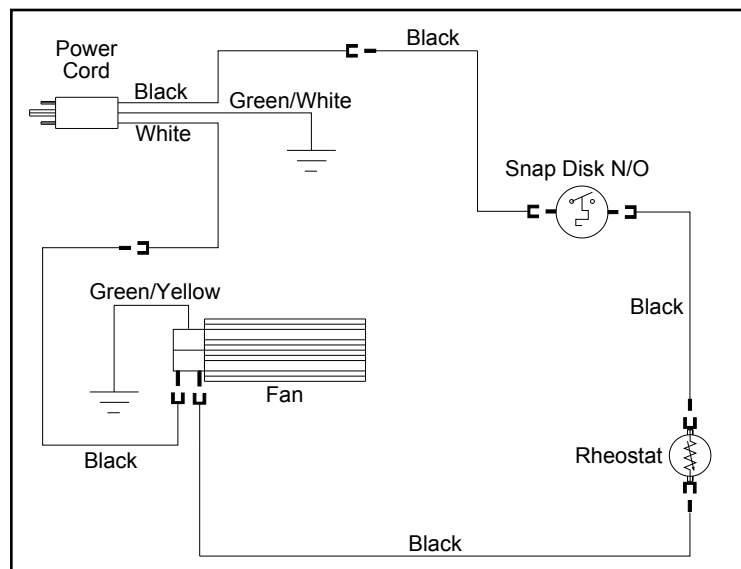 Power
Cord
Black
Black
Green/White
White
Snap Disk N/O
Green/Yellow
Black
Fan
Rheostat
Black
Black